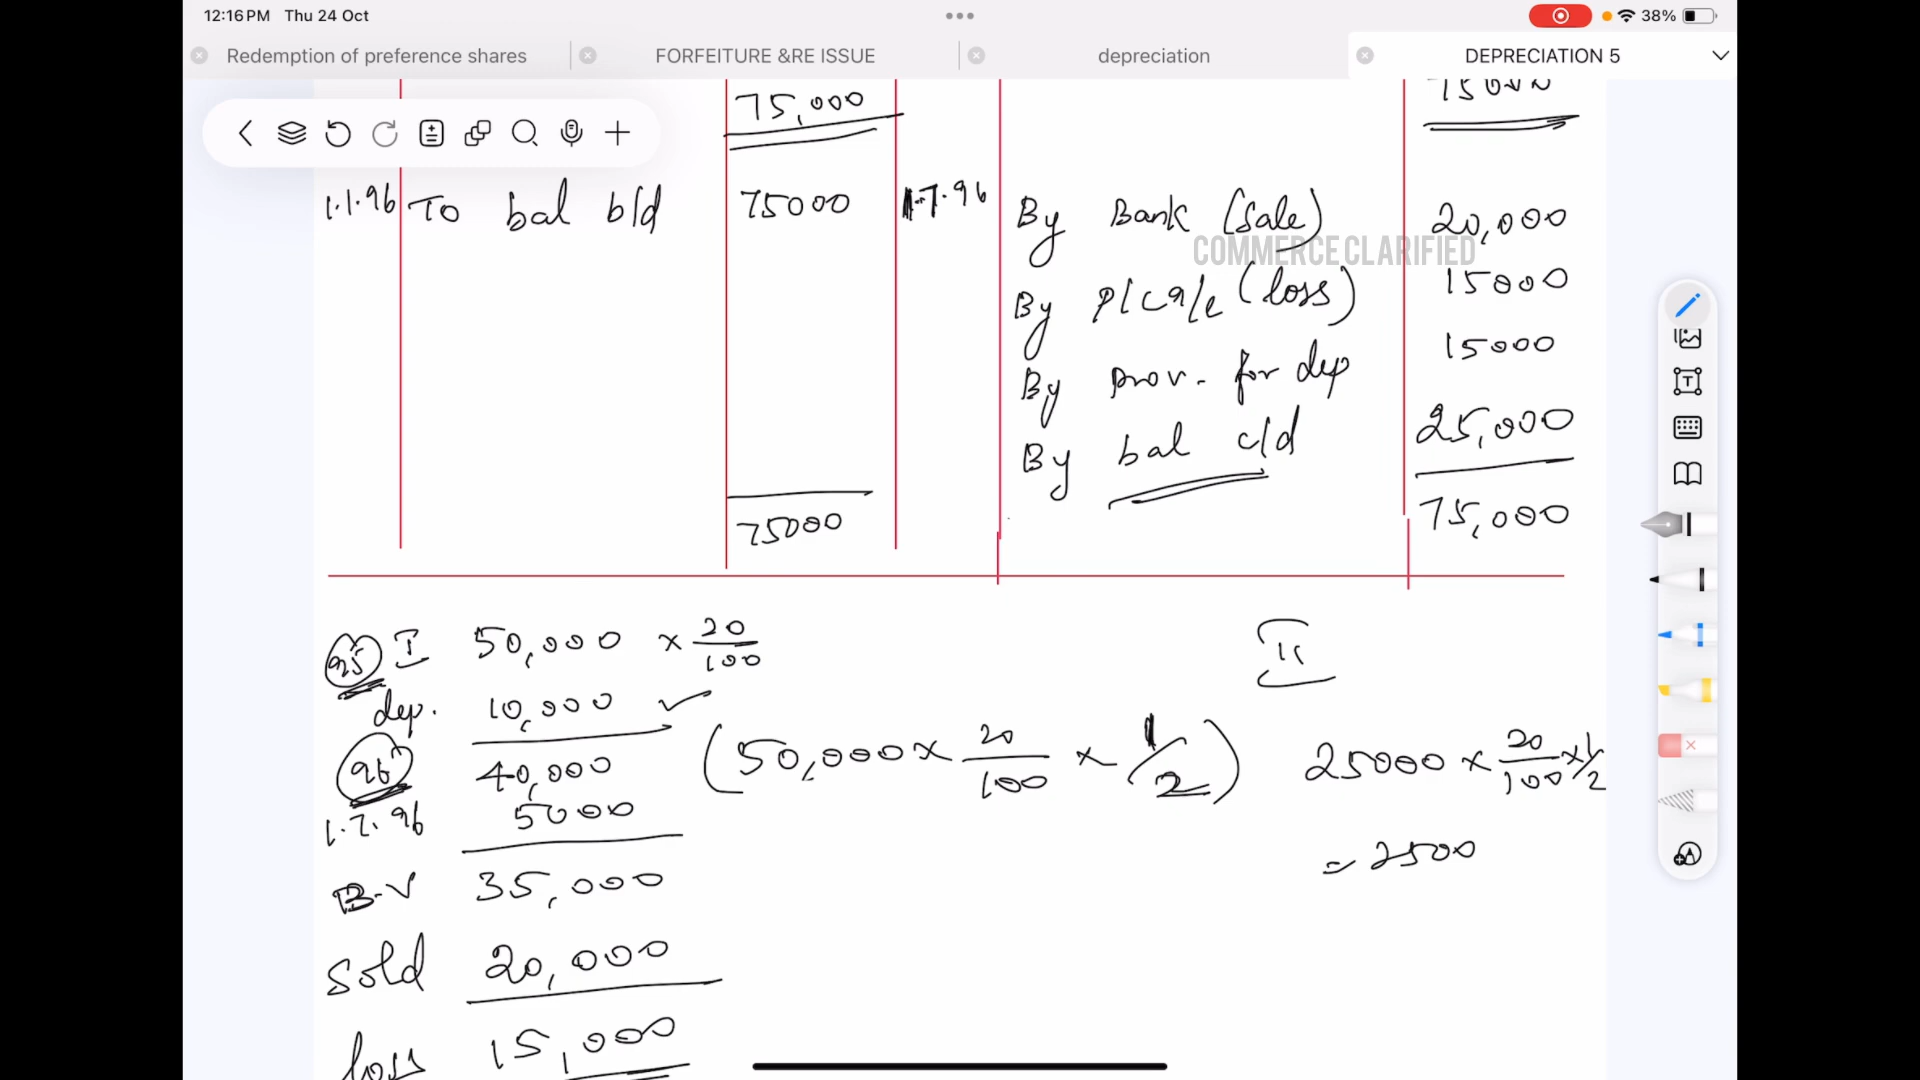 12:16 PM Thu 24 Oct
38%
Redemption of preference shares
FORFEITURE &RE ISSUE
depreciation
DEPRECIATION 5
75,000
75000
1.1.96 To bal b/d 75000 1.7.96 By Bank (Sale) 20,000
COMMERCE CLARIFIED
By P/L a/c (loss) 15000
By prov. for dep 15000
By bal c/d 25,000
75000 75,000
95 I 50,000 x 20/100
II
dep. 10,000 ✓
96 40,000 (50,000 x 20/100 x 1/2)
25000 x 20/100 x 1/2
1.7.96 5000
= 2500
B.V 35,000
Sold 20,000
loss 15,000